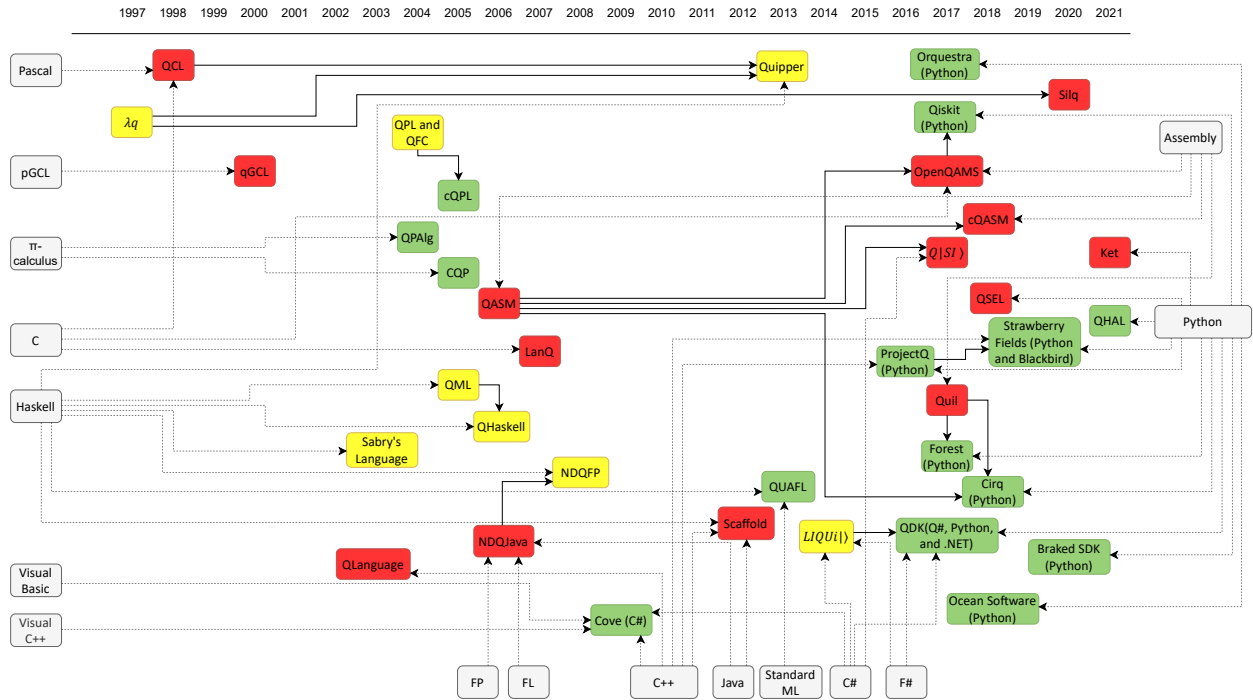 1997 1998 1999 2000 2001 2002 2003 2004 2005 2006 2007 2008 2009 2010 2011 2012 2013 2014 2015 2016 2017 2018 2019 2020 2021
Pascal
QCL
Quipper
Orquestra
(Python)
Silq
λq
QPL and
QFC
Qiskit
(Python)
Assembly
pGCL
qGCL
OpenQAMS
cQPL
cQASM
π-
calculus
QPAlg
Q|SI⟩
Ket
CQP
QASM
QSEL
QHAL
Python
C
LanQ
Strawberry
Fields (Python
and Blackbird)
ProjectQ
(Python)
Haskell
QML
Quil
QHaskell
Sabry's
Language
Forest
(Python)
NDQFP
QUAFL
Cirq
(Python)
Scaffold
NDQJava
LIQUi|⟩
QDK(Q#, Python,
and .NET)
QLanguage
Braked SDK
(Python)
Visual
Basic
Ocean Software
(Python)
Cove (C#)
Visual
C++
FP
FL
C++
Java
Standard
ML
C#
F#